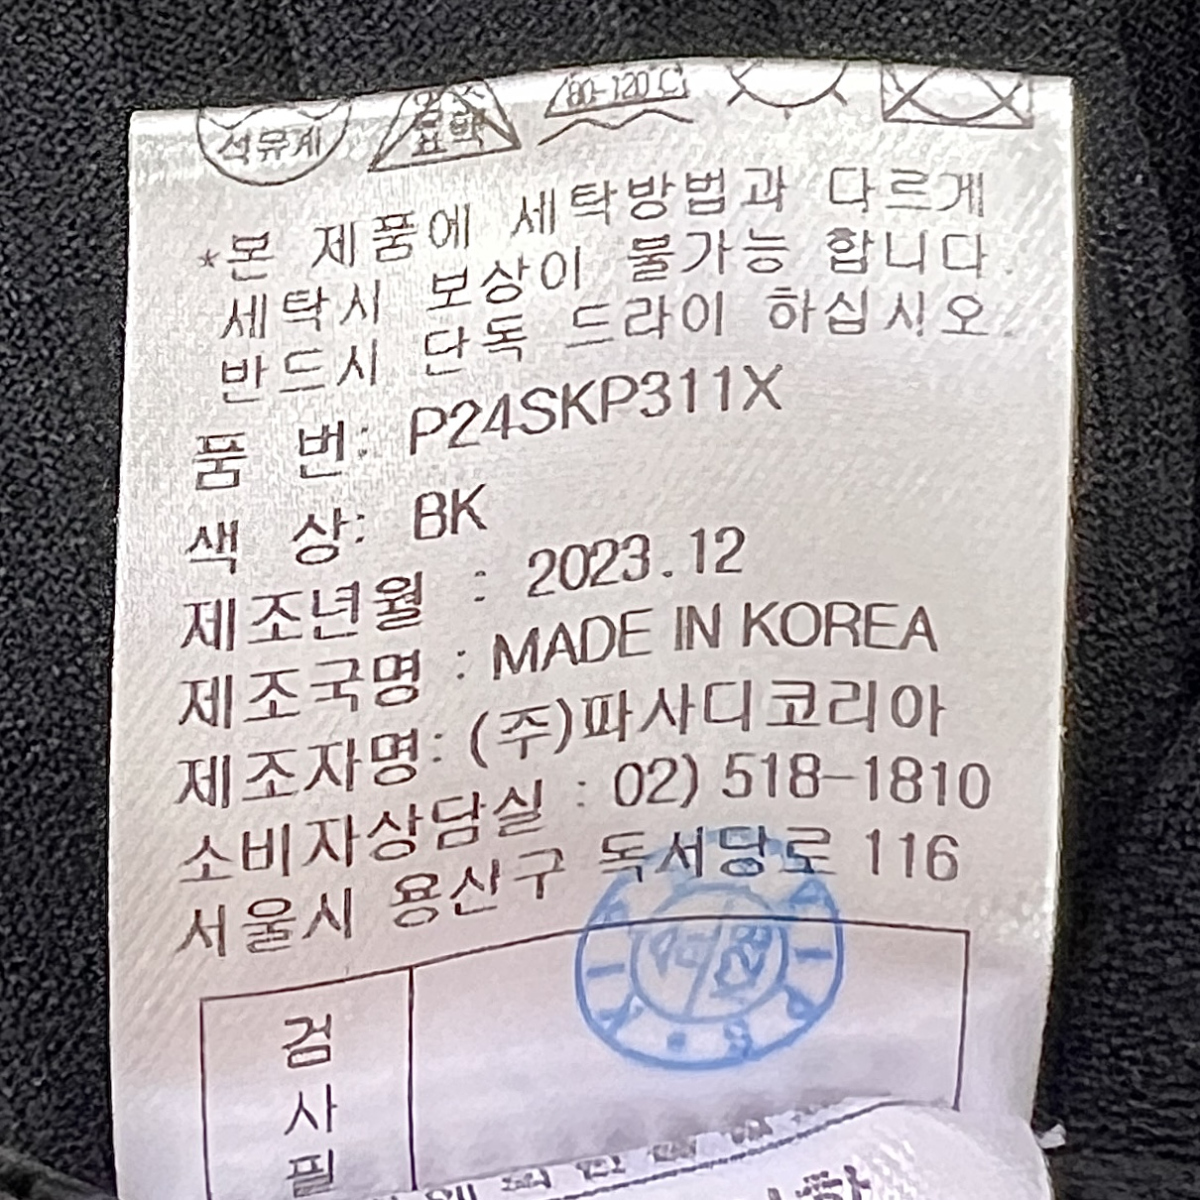 석유계
염소
표백
80-120℃
*본 제품에 세탁방법과 다르게
세탁시 보상이 불가능 합니다.
반드시 단독 드라이 하십시오.
품 번: P24SKP311X
색 상: BK
제조년월 : 2023.12
제조국명 : MADE IN KOREA
제조자명: (주)파사디코리아
소비자상담실 : 02) 518-1810
서울시 용산구 독서당로 116
검
사
필